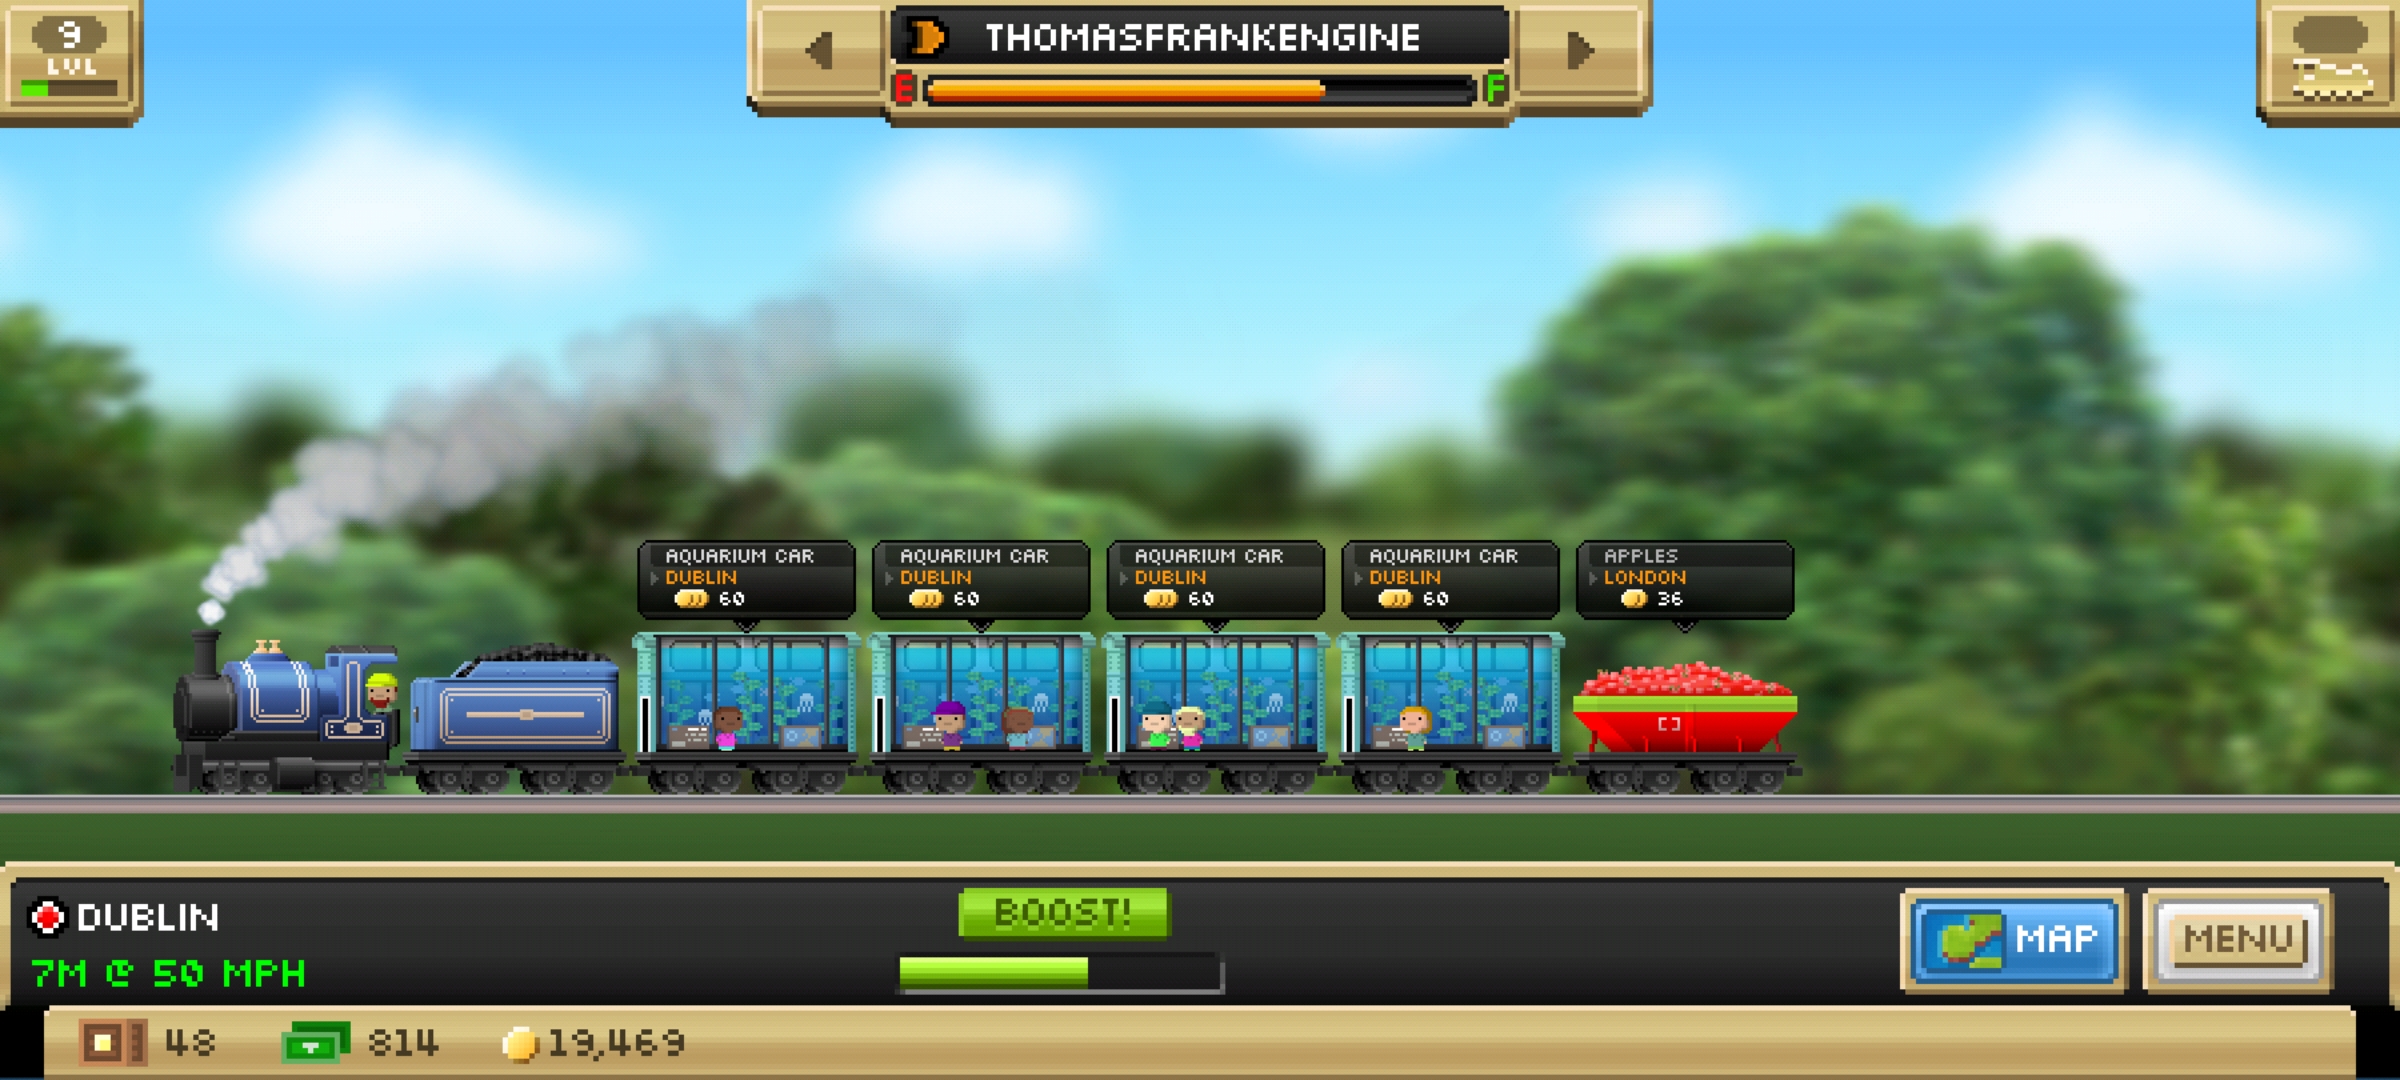 9
LVL
THOMASFRANKENGINE
E F
AQUARIUM CAR
DUBLIN
60
AQUARIUM CAR
DUBLIN
60
AQUARIUM CAR
DUBLIN
60
AQUARIUM CAR
DUBLIN
60
APPLES
LONDON
36
DUBLIN
7M @ 50 MPH
BOOST!
MAP
MENU
48
814
19,469